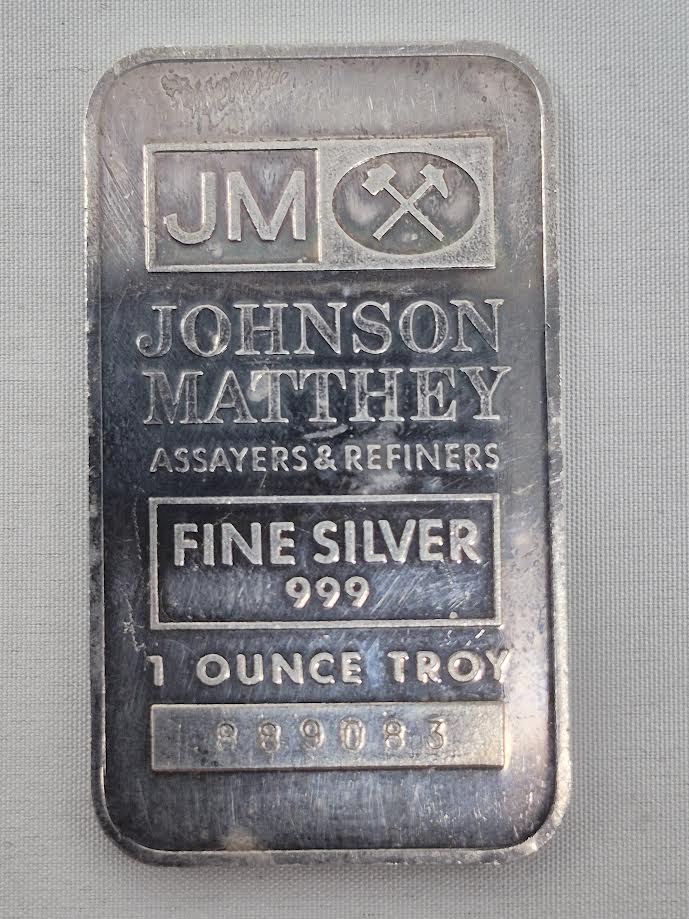 JM
JOHNSON
MATTHEY
ASSAYERS & REFINERS
FINE SILVER
999
1 OUNCE TROY
889083